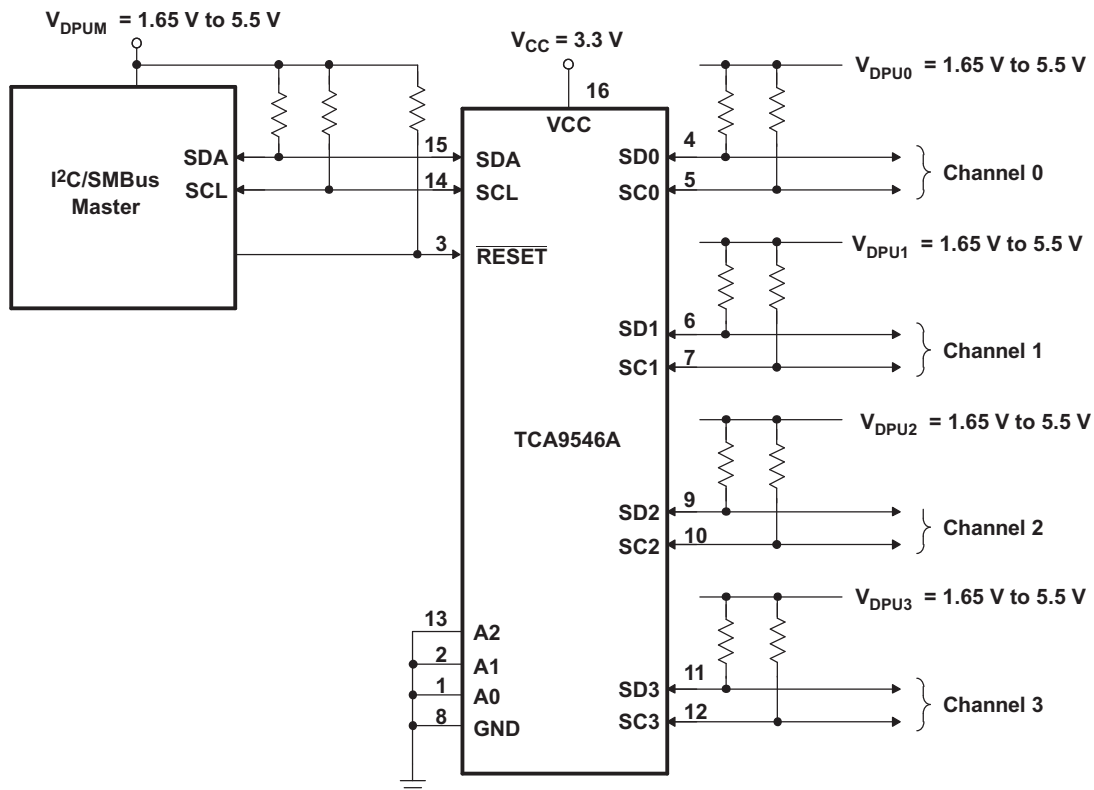 V_DPUM = 1.65 V to 5.5 V
V_CC = 3.3 V
16
VCC
I²C/SMBus
Master
SDA
SCL
15
14
3
SDA
SCL
RESET
TCA9546A
13
2
1
8
A2
A1
A0
GND
V_DPU0 = 1.65 V to 5.5 V
SD0
4
SC0
5
Channel 0
V_DPU1 = 1.65 V to 5.5 V
SD1
6
SC1
7
Channel 1
V_DPU2 = 1.65 V to 5.5 V
SD2
9
SC2
10
Channel 2
V_DPU3 = 1.65 V to 5.5 V
SD3
11
SC3
12
Channel 3